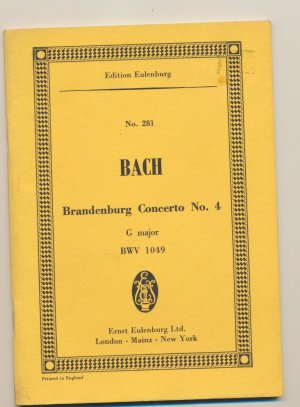 Edition Eulenburg
No. 281
BACH
Brandenburg Concerto No. 4
G major
BWV 1049
Ernst Eulenburg Ltd.
London - Mainz - New York
Printed in England